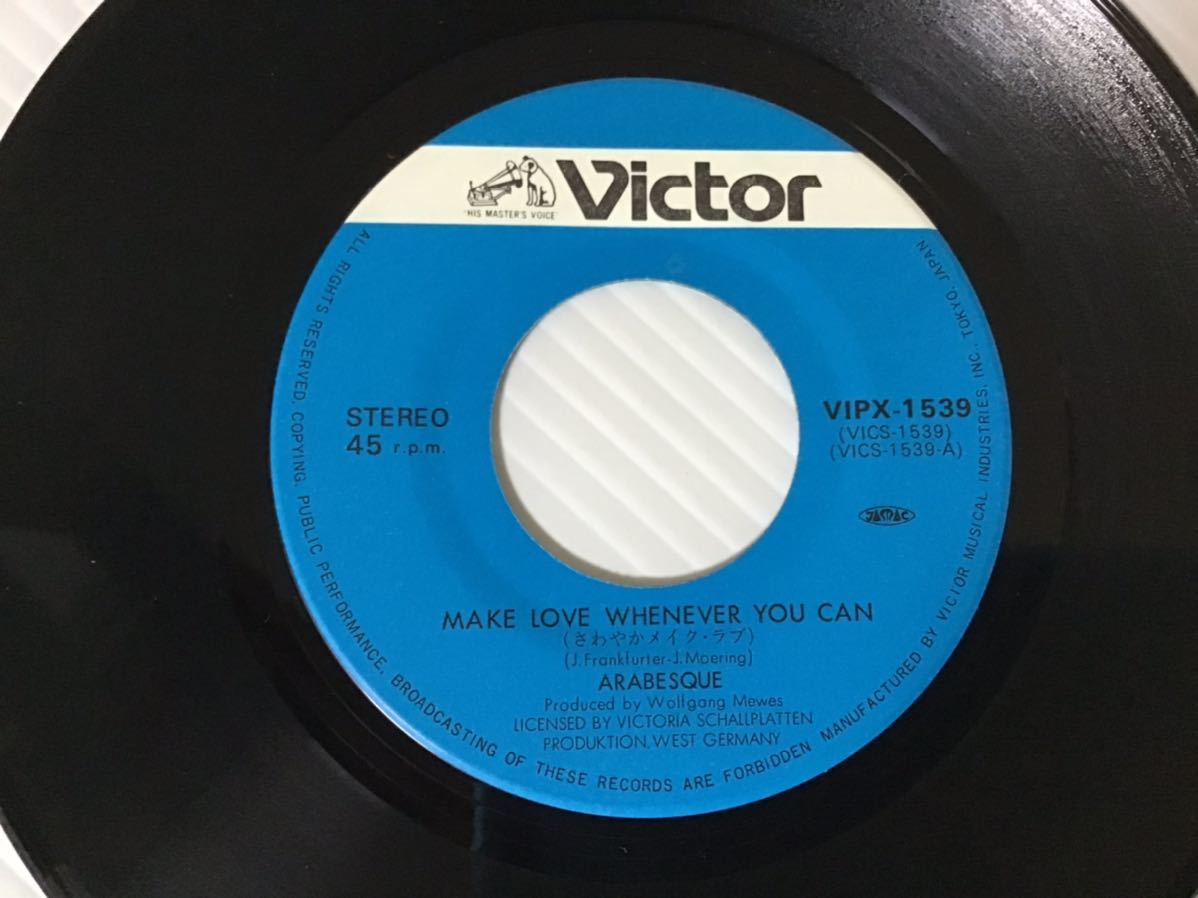 Victor
"HIS MASTER'S VOICE"
STEREO
45 r.p.m.
VIPX-1539
(VICS-1539)
(VICS-1539-A)
JASRAC
MAKE LOVE WHENEVER YOU CAN
(さわやかメイク・ラブ)
(J.Frankfurter-J.Moering)
ARABESQUE
Produced by Wolfgang Mewes
LICENSED BY VICTORIA SCHALLPLATTEN
PRODUKTION, WEST GERMANY
ALL RIGHTS RESERVED, COPYING, PUBLIC PERFORMANCE, BROADCASTING OF THESE RECORDS ARE FORBIDDEN MANUFACTURED BY VICTOR MUSICAL INDUSTRIES, INC., TOKYO, JAPAN